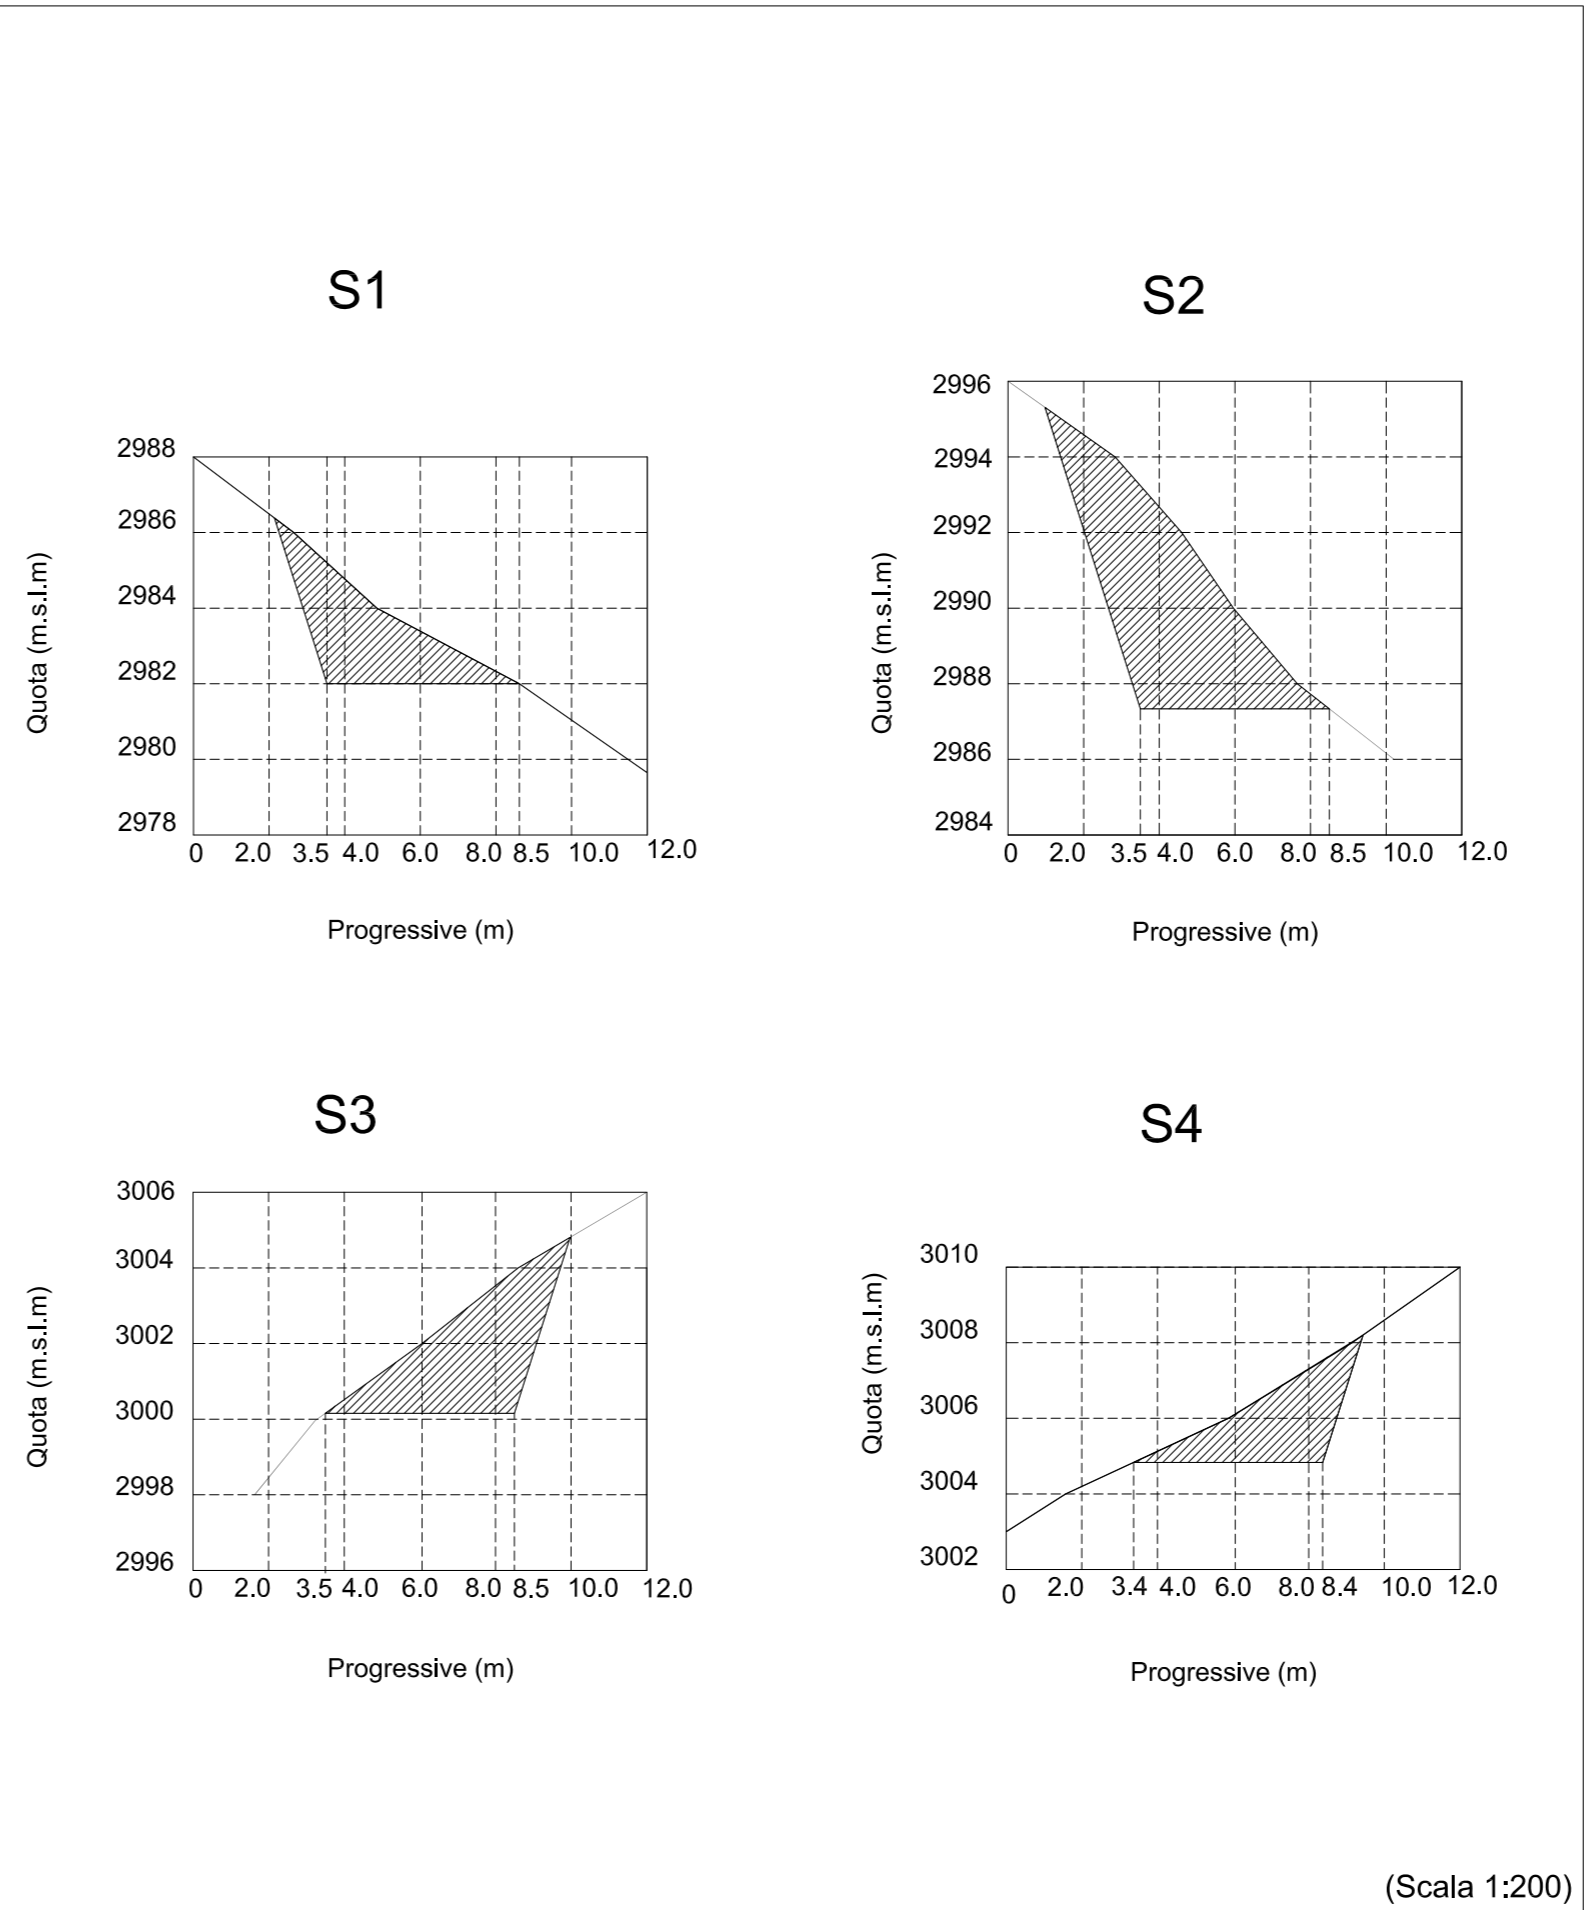 S1
2988
2986
2984
2982
2980
2978
Quota (m.s.l.m)
0 2.0 3.5 4.0 6.0 8.0 8.5 10.0 12.0
Progressive (m)
S2
2996
2994
2992
2990
2988
2986
2984
Quota (m.s.l.m)
0 2.0 3.5 4.0 6.0 8.0 8.5 10.0 12.0
Progressive (m)
S3
3006
3004
3002
3000
2998
2996
Quota (m.s.l.m)
0 2.0 3.5 4.0 6.0 8.0 8.5 10.0 12.0
Progressive (m)
S4
3010
3008
3006
3004
3002
Quota (m.s.l.m)
0 2.0 3.4 4.0 6.0 8.0 8.4 10.0 12.0
Progressive (m)
(Scala 1:200)